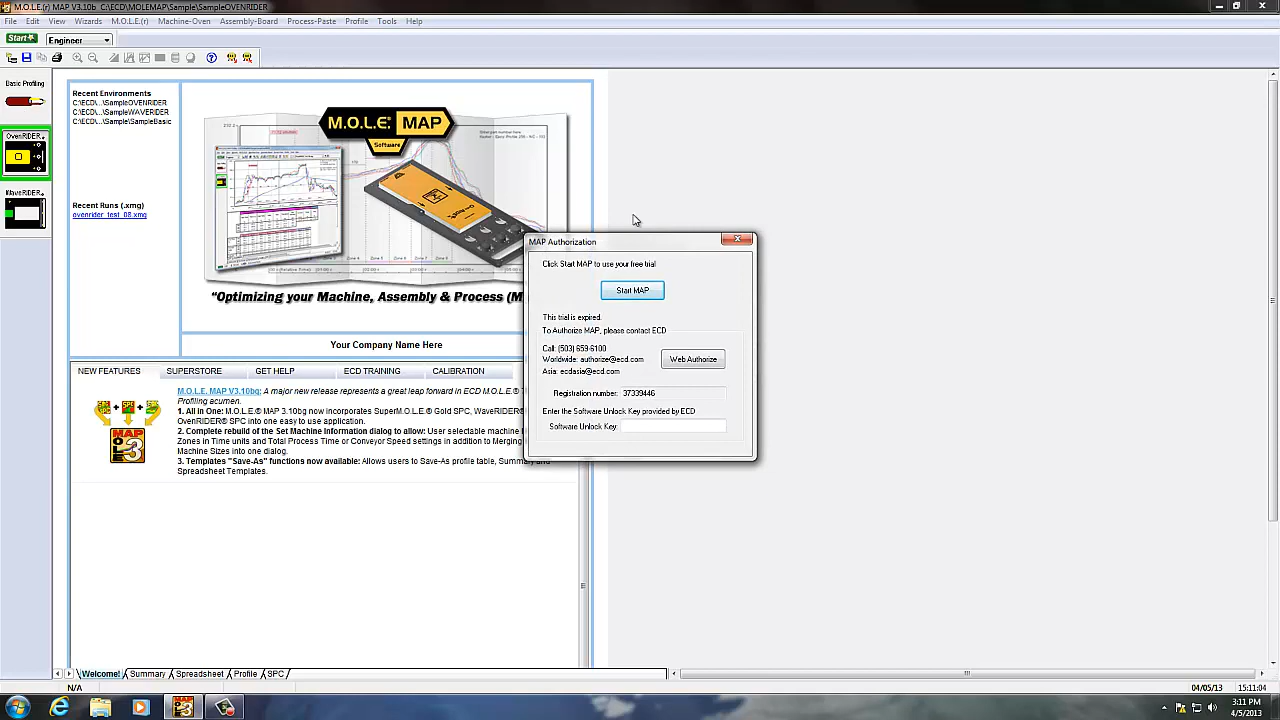 M.O.L.E.(r) MAP V3.10b C:\ECD\MOLEMAP\Sample\SampleOVENRIDER
File Edit View Wizards M.O.L.E.(r) Machine-Oven Assembly-Board Process-Paste Profile Tools Help
Start
Engineer
Basic Profiling
OvenRIDER
WaveRIDER
Recent Environments
C:\ECD\...\SampleOVENRIDER
C:\ECD\...\SampleWAVERIDER
C:\ECD\...\Sample\SampleBasic
Recent Runs (.xmg)
ovenrider_test_08.xmg
M.O.L.E.® MAP
Software
"Optimizing your Machine, Assembly & Process (M
Your Company Name Here
NEW FEATURES SUPERSTORE GET HELP ECD TRAINING CALIBRATION
MAP
3
M.O.L.E. MAP V3.10bg: A major new release represents a great leap forward in ECD M.O.L.E.®
Profiling acumen.
1. All in One: M.O.L.E.® MAP 3.10bg now incorporates SuperM.O.L.E.® Gold SPC, WaveRIDER®
OvenRIDER® SPC into one easy to use application.
2. Complete rebuild of the Set Machine Information dialog to allow: User selectable machine
Zones in Time units and Total Process Time or Conveyor Speed settings in addition to Merging
Machine Sizes into one dialog.
3. Templates "Save-As" functions now available: Allows users to Save-As profile table, Summary and
Spreadsheet Templates.
MAP Authorization
Click Start MAP to use your free trial
Start MAP
This trial is expired.
To Authorize MAP, please contact ECD
Call: (503) 659-6100
Worldwide: authorize@ecd.com
Asia: ecdasia@ecd.com
Web Authorize
Registration number: 37339446
Enter the Software Unlock Key provided by ECD
Software Unlock Key:
Welcome! Summary Spreadsheet Profile SPC
N/A
04/05/13 15:11:04
3:11 PM
4/5/2013